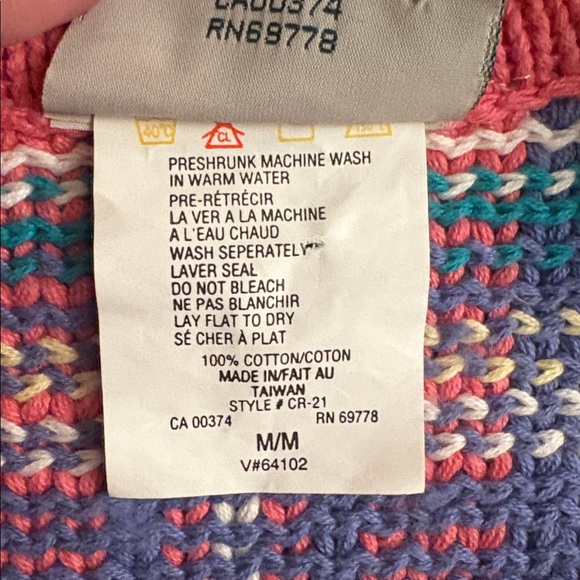 CA00374
RN69778
40°C
CL
PRESHRUNK MACHINE WASH
IN WARM WATER
PRE-RÉTRÉCIR
LA VER A LA MACHINE
A L'EAU CHAUD
WASH SEPERATELY
LAVER SEAL
DO NOT BLEACH
NE PAS BLANCHIR
LAY FLAT TO DRY
SÉ CHER À PLAT
100% COTTON/COTON
MADE IN/FAIT AU
TAIWAN
STYLE # CR-21
CA 00374 RN 69778
M/M
V#64102